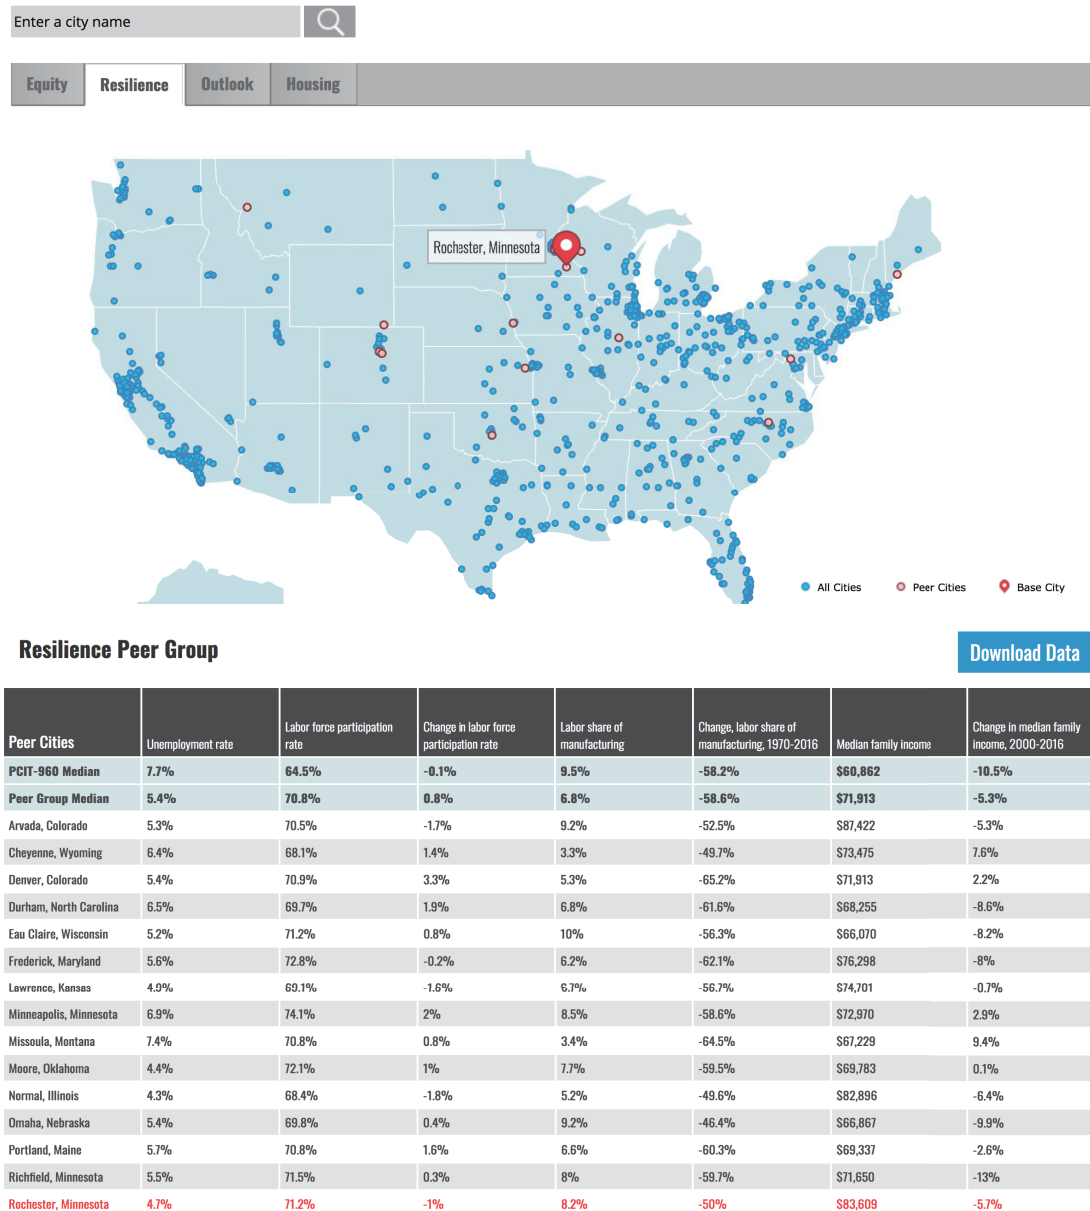 Enter a city name
Equity Resilience Outlook Housing
Rochester, Minnesota
All Cities Peer Cities Base City
Resilience Peer Group
Download Data
Peer Cities Unemployment rate Labor force participation rate Change in labor force participation rate Labor share of manufacturing Change, labor share of manufacturing, 1970-2016 Median family income Change in median family income, 2000-2016
PCIT-960 Median 7.7% 64.5% -0.1% 9.5% -58.2% $60,862 -10.5%
Peer Group Median 5.4% 70.8% 0.8% 6.8% -58.6% $71,913 -5.3%
Arvada, Colorado 5.3% 70.5% -1.7% 9.2% -52.5% $87,422 -5.3%
Cheyenne, Wyoming 6.4% 68.1% 1.4% 3.3% -49.7% $73,475 7.6%
Denver, Colorado 5.4% 70.9% 3.3% 5.3% -65.2% $71,913 2.2%
Durham, North Carolina 6.5% 69.7% 1.9% 6.8% -61.6% $68,255 -8.6%
Eau Claire, Wisconsin 5.2% 71.2% 0.8% 10% -56.3% $66,070 -8.2%
Frederick, Maryland 5.6% 72.8% -0.2% 6.2% -62.1% $76,298 -8%
Lawrence, Kansas 4.9% 69.1% -1.6% 6.7% -56.7% $74,701 -0.7%
Minneapolis, Minnesota 6.9% 74.1% 2% 8.5% -58.6% $72,970 2.9%
Missoula, Montana 7.4% 70.8% 0.8% 3.4% -64.5% $67,229 9.4%
Moore, Oklahoma 4.4% 72.1% 1% 7.7% -59.5% $69,783 0.1%
Normal, Illinois 4.3% 68.4% -1.8% 5.2% -49.6% $82,896 -6.4%
Omaha, Nebraska 5.4% 69.8% 0.4% 9.2% -46.4% $66,867 -9.9%
Portland, Maine 5.7% 70.8% 1.6% 6.6% -60.3% $69,337 -2.6%
Richfield, Minnesota 5.5% 71.5% 0.3% 8% -59.7% $71,650 -13%
Rochester, Minnesota 4.7% 71.2% -1% 8.2% -50% $83,609 -5.7%